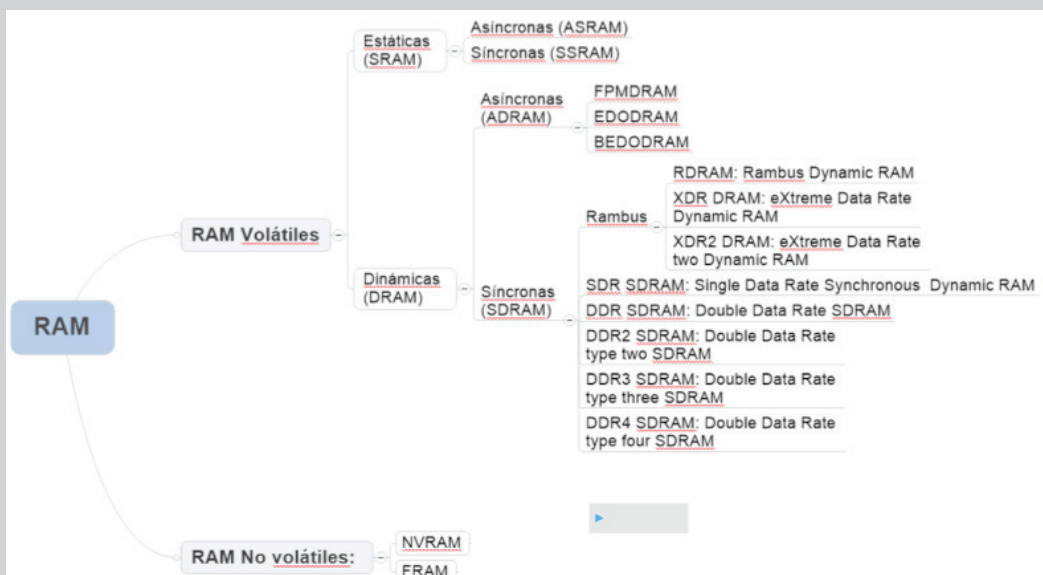 RAM
RAM Volátiles
Estáticas
(SRAM)
Asíncronas (ASRAM)
Síncronas (SSRAM)
Dinámicas
(DRAM)
Asíncronas
(ADRAM)
FPMDRAM
EDODRAM
BEDODRAM
Síncronas
(SDRAM)
Rambus
RDRAM: Rambus Dynamic RAM
XDR DRAM: eXtreme Data Rate
Dynamic RAM
XDR2 DRAM: eXtreme Data Rate
two Dynamic RAM
SDR SDRAM: Single Data Rate Synchronous Dynamic RAM
DDR SDRAM: Double Data Rate SDRAM
DDR2 SDRAM: Double Data Rate
type two SDRAM
DDR3 SDRAM: Double Data Rate
type three SDRAM
DDR4 SDRAM: Double Data Rate
type four SDRAM
RAM No volátiles:
NVRAM
FRAM